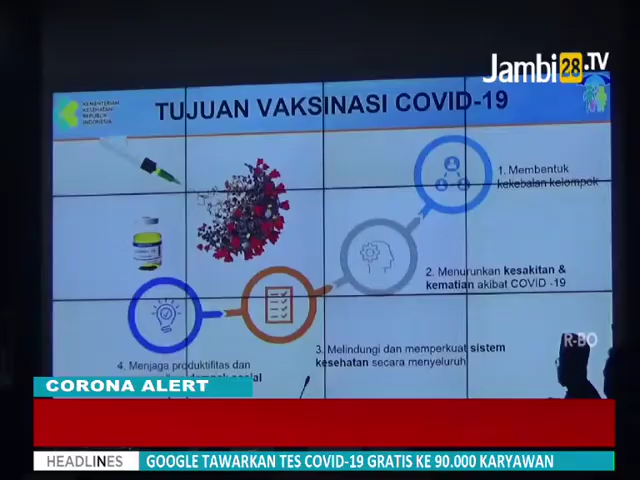 Jambi28.TV
KEMENTERIAN
KESEHATAN
REPUBLIK
INDONESIA
TUJUAN VAKSINASI COVID-19
1. Membentuk
kekebalan kelompok
2. Menurunkan kesakitan &
kematian akibat COVID -19
3. Melindungi dan memperkuat sistem
kesehatan secara menyeluruh
4. Menjaga produktifitas dan
sosial
R-BO
CORONA ALERT
HEADLINES
GOOGLE TAWARKAN TES COVID-19 GRATIS KE 90.000 KARYAWAN